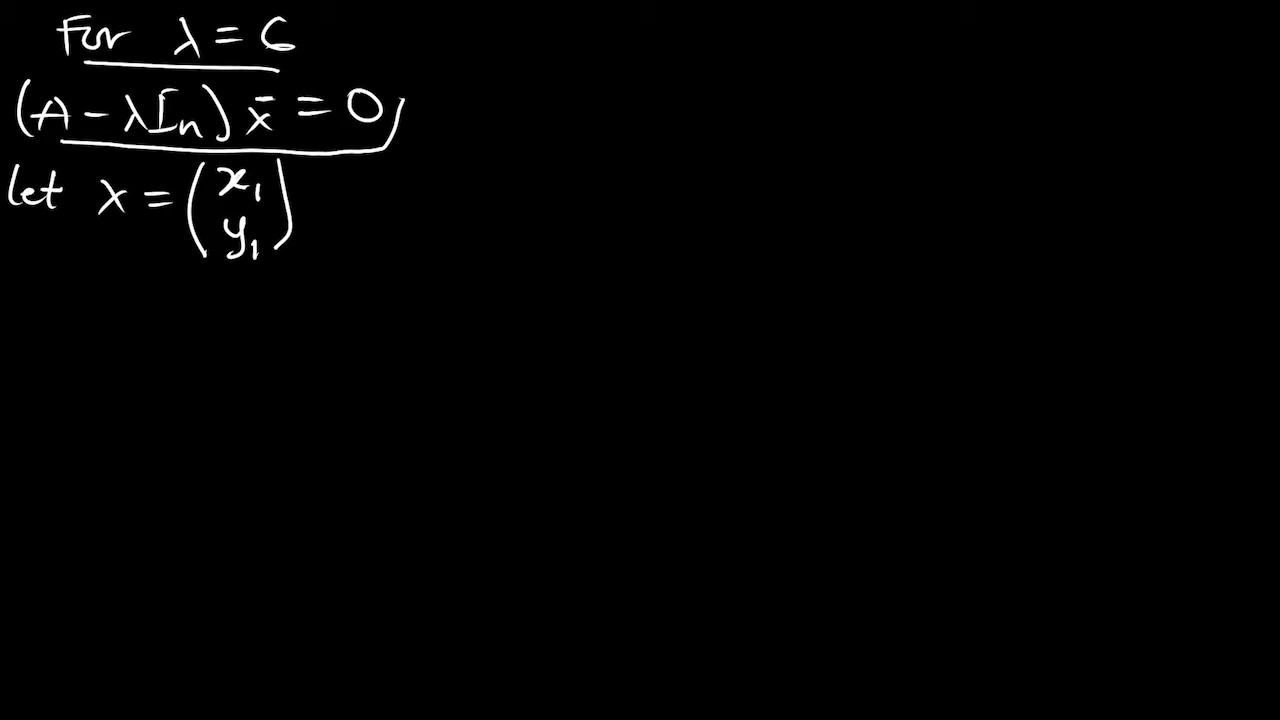 For λ = 6
(A - λIn) x̄ = 0
let x = (x1
y1)